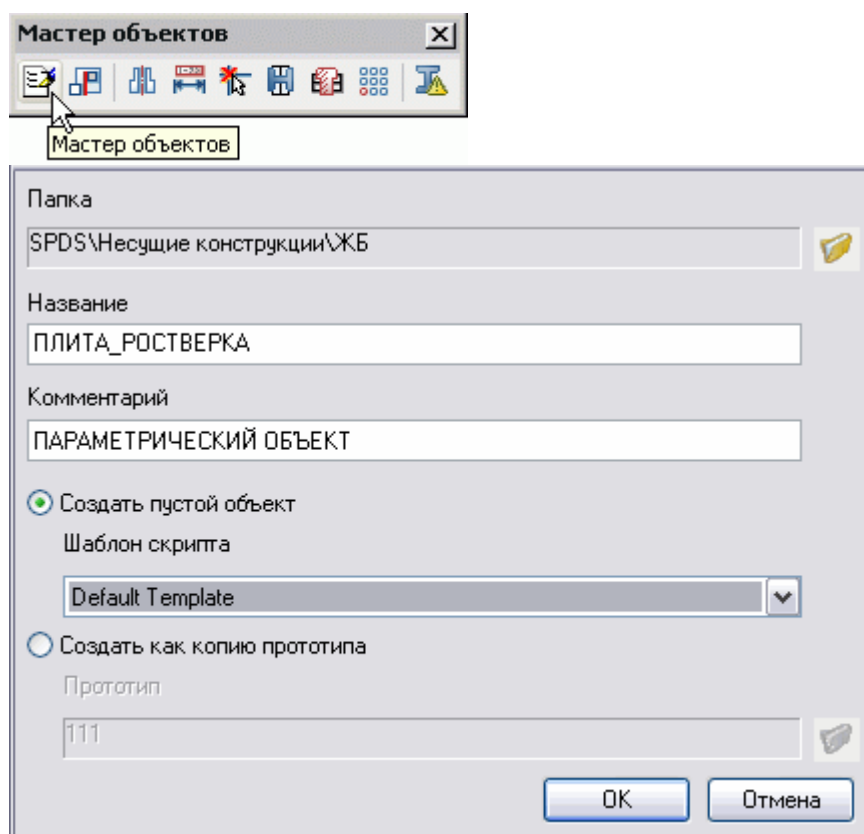 Мастер объектов
Мастер объектов
Папка
SPDS\Несущие конструкции\ЖБ
Название
ПЛИТА_РОСТВЕРКА
Комментарий
ПАРАМЕТРИЧЕСКИЙ ОБЪЕКТ
Создать пустой объект
Шаблон скрипта
Default Template
Создать как копию прототипа
Прототип
111
OK Отмена